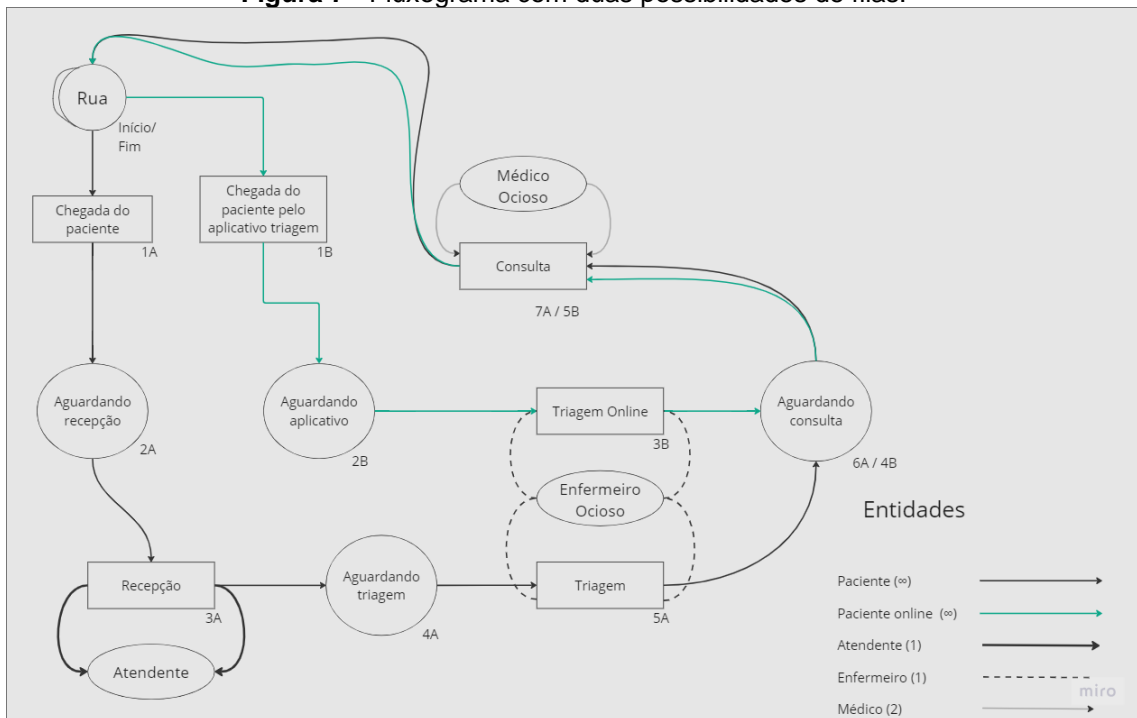 Figura . - Fluxograma com duas possibilidades de filas.
Rua
Início/
Fim
Chegada do
paciente
1A
Chegada do
paciente pelo
aplicativo triagem
1B
Médico
Ocioso
Consulta
7A / 5B
Aguardando
recepção
2A
Aguardando
aplicativo
2B
Triagem Online
3B
Aguardando
consulta
6A / 4B
Enfermeiro
Ocioso
Recepção
3A
Aguardando
triagem
4A
Triagem
5A
Atendente
Entidades
Paciente (∞)
Paciente online (∞)
Atendente (1)
Enfermeiro (1)
Médico (2)
miro